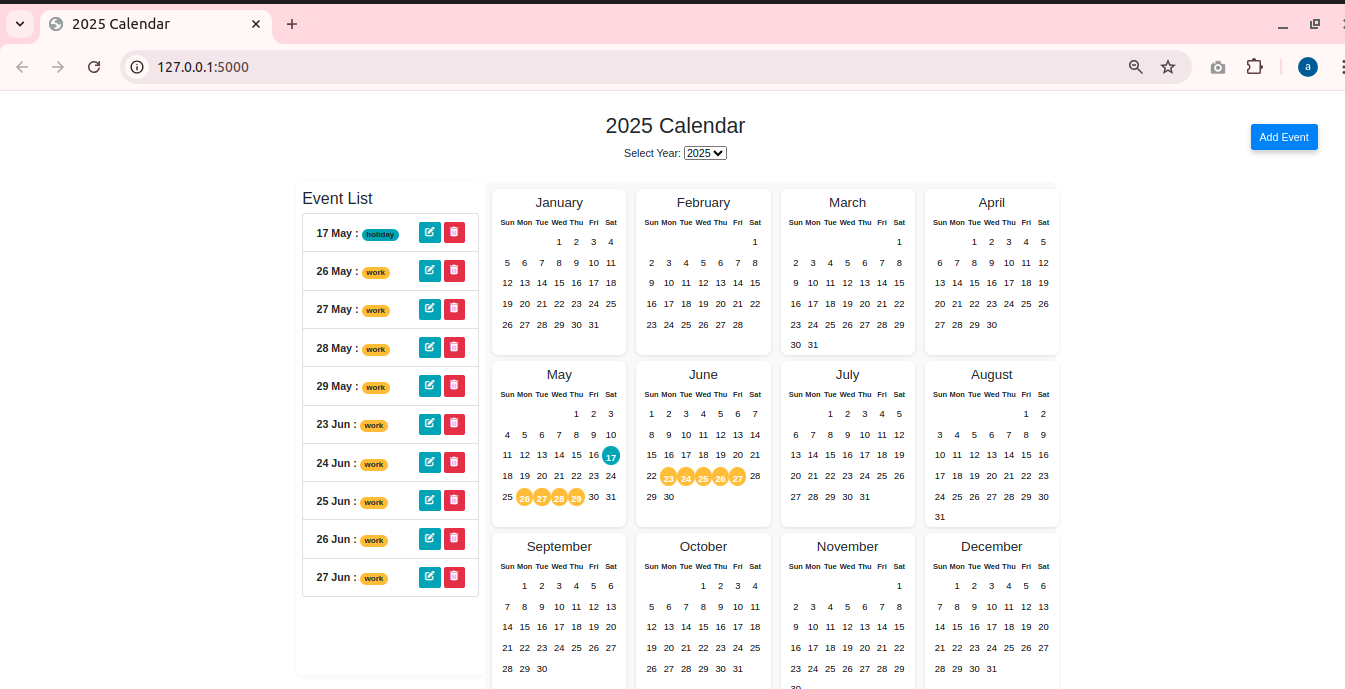 2025 Calendar
127.0.0.1:5000
a
2025 Calendar
Select Year: 2025
Add Event
Event List
17 May : holiday
26 May : work
27 May : work
28 May : work
29 May : work
23 Jun : work
24 Jun : work
25 Jun : work
26 Jun : work
27 Jun : work
January
Sun Mon Tue Wed Thu Fri Sat
1 2 3 4
5 6 7 8 9 10 11
12 13 14 15 16 17 18
19 20 21 22 23 24 25
26 27 28 29 30 31
February
Sun Mon Tue Wed Thu Fri Sat
1
2 3 4 5 6 7 8
9 10 11 12 13 14 15
16 17 18 19 20 21 22
23 24 25 26 27 28
March
Sun Mon Tue Wed Thu Fri Sat
1
2 3 4 5 6 7 8
9 10 11 12 13 14 15
16 17 18 19 20 21 22
23 24 25 26 27 28 29
30 31
April
Sun Mon Tue Wed Thu Fri Sat
1 2 3 4 5
6 7 8 9 10 11 12
13 14 15 16 17 18 19
20 21 22 23 24 25 26
27 28 29 30
May
Sun Mon Tue Wed Thu Fri Sat
1 2 3
4 5 6 7 8 9 10
11 12 13 14 15 16 17
18 19 20 21 22 23 24
25 26 27 28 29 30 31
June
Sun Mon Tue Wed Thu Fri Sat
1 2 3 4 5 6 7
8 9 10 11 12 13 14
15 16 17 18 19 20 21
22 23 24 25 26 27 28
29 30
July
Sun Mon Tue Wed Thu Fri Sat
1 2 3 4 5
6 7 8 9 10 11 12
13 14 15 16 17 18 19
20 21 22 23 24 25 26
27 28 29 30 31
August
Sun Mon Tue Wed Thu Fri Sat
1 2
3 4 5 6 7 8 9
10 11 12 13 14 15 16
17 18 19 20 21 22 23
24 25 26 27 28 29 30
31
September
Sun Mon Tue Wed Thu Fri Sat
1 2 3 4 5 6
7 8 9 10 11 12 13
14 15 16 17 18 19 20
21 22 23 24 25 26 27
28 29 30
October
Sun Mon Tue Wed Thu Fri Sat
1 2 3 4
5 6 7 8 9 10 11
12 13 14 15 16 17 18
19 20 21 22 23 24 25
26 27 28 29 30 31
November
Sun Mon Tue Wed Thu Fri Sat
1
2 3 4 5 6 7 8
9 10 11 12 13 14 15
16 17 18 19 20 21 22
23 24 25 26 27 28 29
30
December
Sun Mon Tue Wed Thu Fri Sat
1 2 3 4 5 6
7 8 9 10 11 12 13
14 15 16 17 18 19 20
21 22 23 24 25 26 27
28 29 30 31